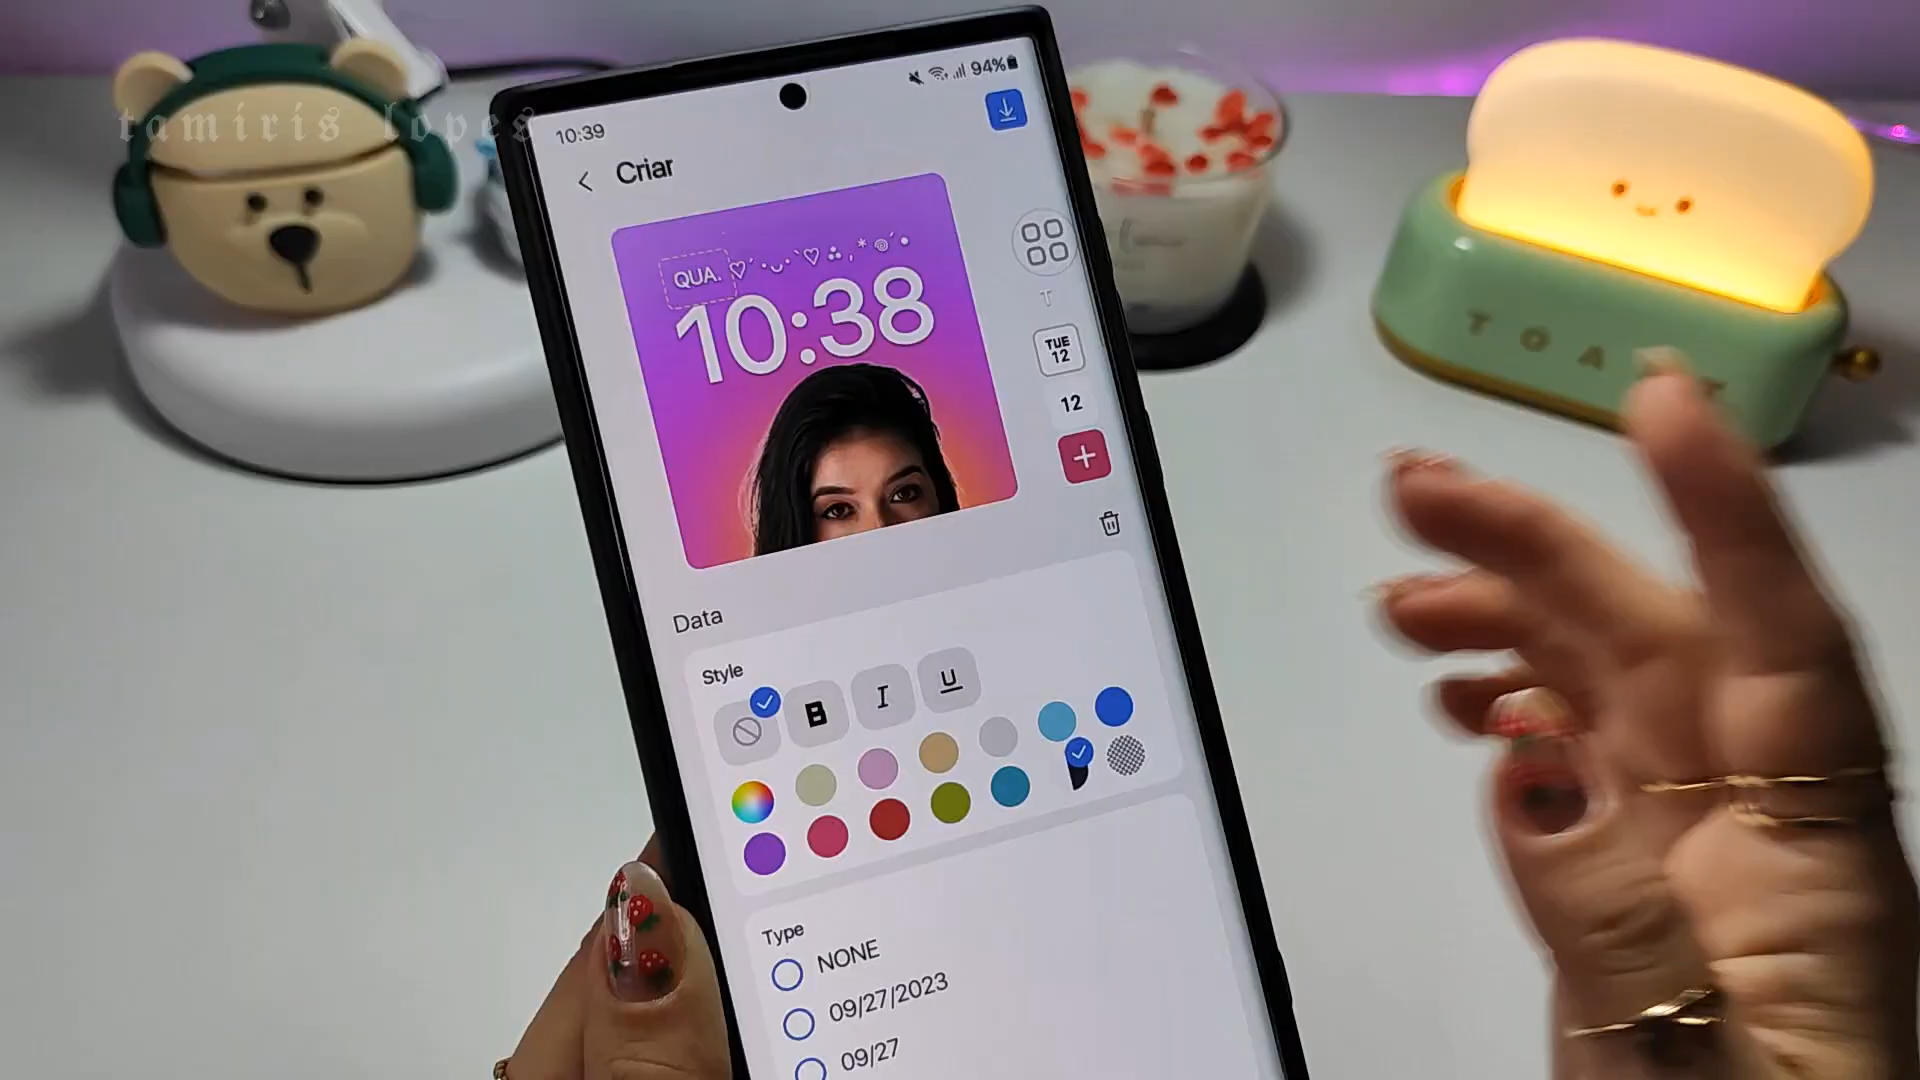 tamiris lopes
10:39
94%
Criar
QUA.
10:38
T
TUE
12
12
Data
Style
B
I
U
Type
NONE
09/27/2023
09/27
TOAST